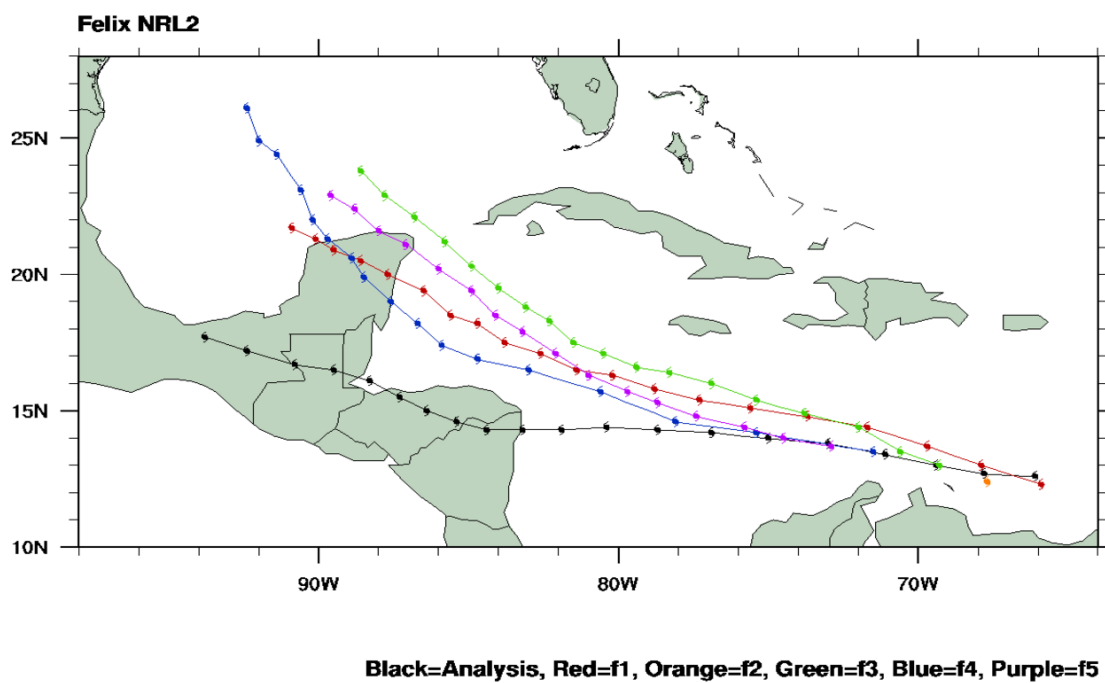 Felix NRL2
25N
20N
15N
10N
90W
80W
70W
Black=Analysis, Red=f1, Orange=f2, Green=f3, Blue=f4, Purple=f5